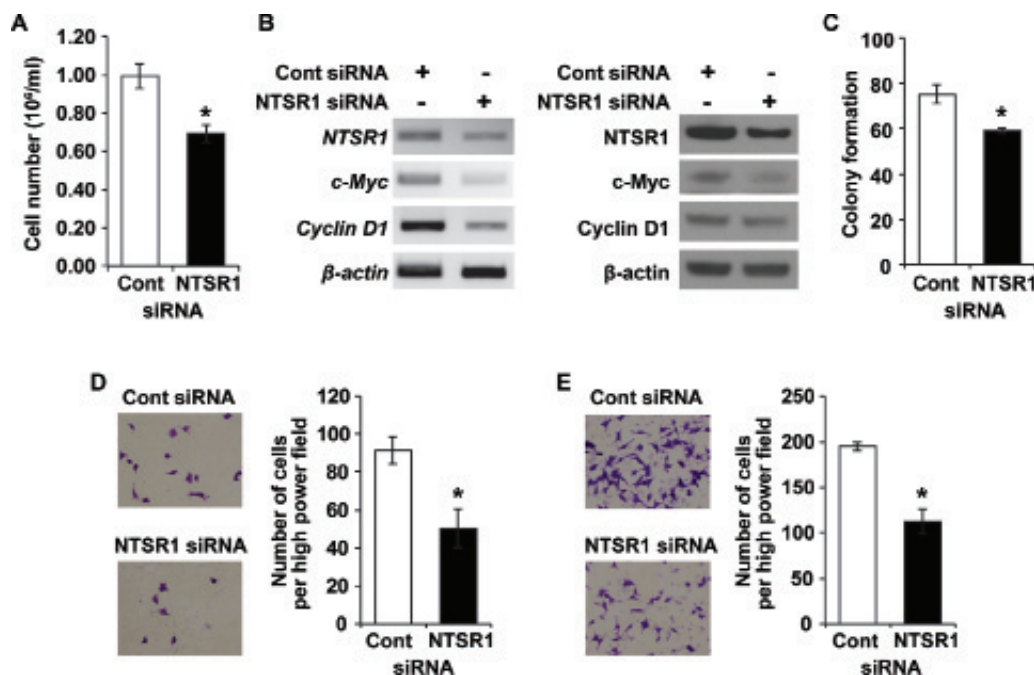 A
Cell number (10⁶/ml)
1.20
1.00
0.80
0.60
0.40
0.20
0.00
*
Cont NTSR1
siRNA
B
Cont siRNA + -
NTSR1 siRNA - +
NTSR1
c-Myc
Cyclin D1
β-actin
Cont siRNA + -
NTSR1 siRNA - +
NTSR1
c-Myc
Cyclin D1
β-actin
C
Colony formation
100
80
60
40
20
0
*
Cont NTSR1
siRNA
D
Cont siRNA
NTSR1 siRNA
Number of cells
per high power field
120
100
80
60
40
20
0
*
Cont NTSR1
siRNA
E
Cont siRNA
NTSR1 siRNA
Number of cells
per high power field
250
200
150
100
50
0
*
Cont NTSR1
siRNA